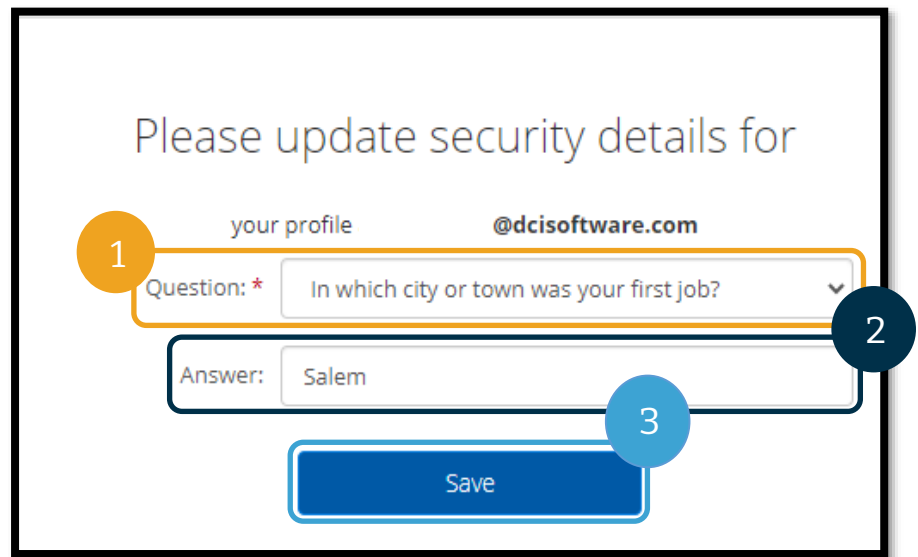 Please update security details for
your profile @dcisoftware.com
1
Question: * In which city or town was your first job?
2
Answer: Salem
3
Save